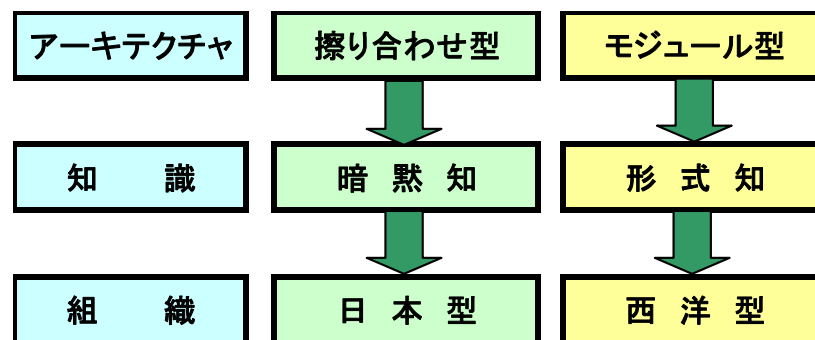 アーキテクチャ 擦り合わせ型 モジュール型
知 識 暗 黙 知 形 式 知
組 織 日 本 型 西 洋 型